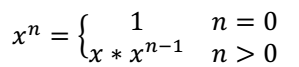 xⁿ = { 1 n = 0
x * xⁿ⁻¹ n > 0